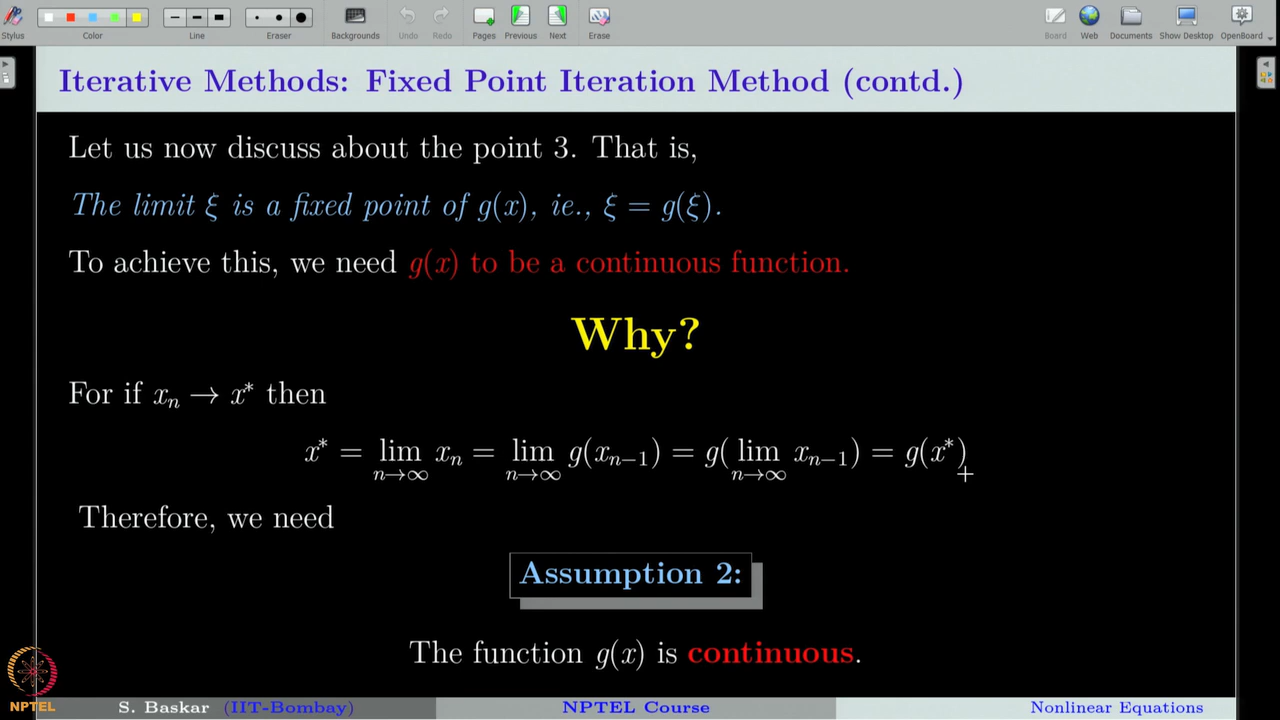 Stylus Color Line Eraser Backgrounds Undo Redo Pages Previous Next Erase Board Web Documents Show Desktop OpenBoard
Iterative Methods: Fixed Point Iteration Method (contd.)
Let us now discuss about the point 3. That is,
The limit ξ is a fixed point of g(x), ie., ξ = g(ξ).
To achieve this, we need g(x) to be a continuous function.
Why?
For if xₙ → x* then
x* = lim_{n→∞} xₙ = lim_{n→∞} g(xₙ₋₁) = g(lim_{n→∞} xₙ₋₁) = g(x*)
Therefore, we need
Assumption 2:
The function g(x) is continuous.
NPTEL
S. Baskar (IIT-Bombay) NPTEL Course Nonlinear Equations